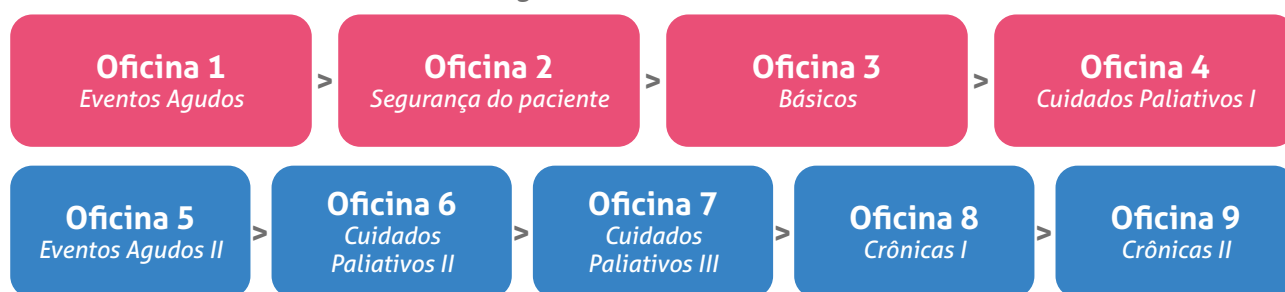 Oficina 1
Eventos Agudos
>
Oficina 2
Segurança do paciente
>
Oficina 3
Básicos
>
Oficina 4
Cuidados Paliativos I
Oficina 5
Eventos Agudos II
>
Oficina 6
Cuidados
Paliativos II
>
Oficina 7
Cuidados
Paliativos III
>
Oficina 8
Crônicas I
>
Oficina 9
Crônicas II